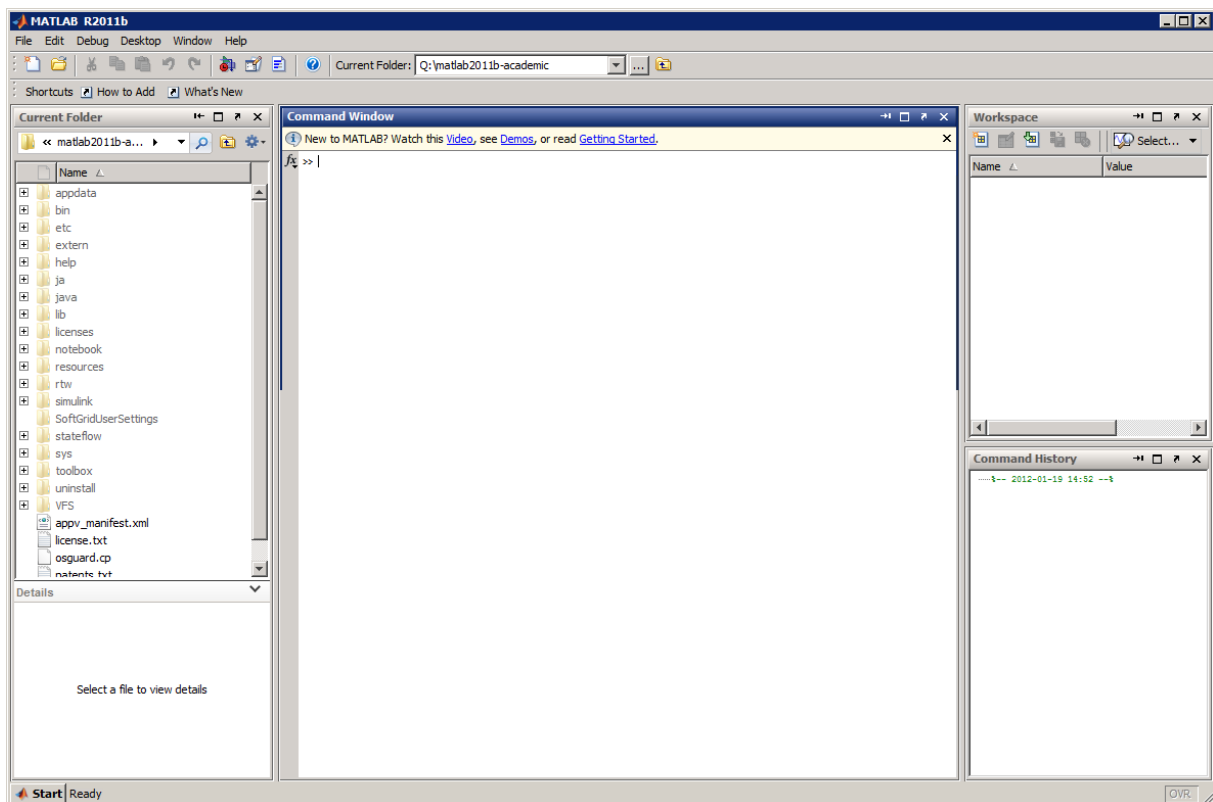 MATLAB R2011b
File Edit Debug Desktop Window Help
Current Folder: Q:\matlab2011b-academic ...
Shortcuts How to Add What's New
Current Folder
« matlab2011b-a...
Name
appdata
bin
etc
extern
help
ja
java
lib
licenses
notebook
resources
rtw
simulink
SoftGridUserSettings
stateflow
sys
toolbox
uninstall
VFS
appv_manifest.xml
license.txt
osguard.cp
patents.txt
Details
Select a file to view details
Command Window
New to MATLAB? Watch this Video, see Demos, or read Getting Started.
fx >>
Workspace
Select...
Name Value
Command History
%-- 2012-01-19 14:52 --%
Start Ready
OVR